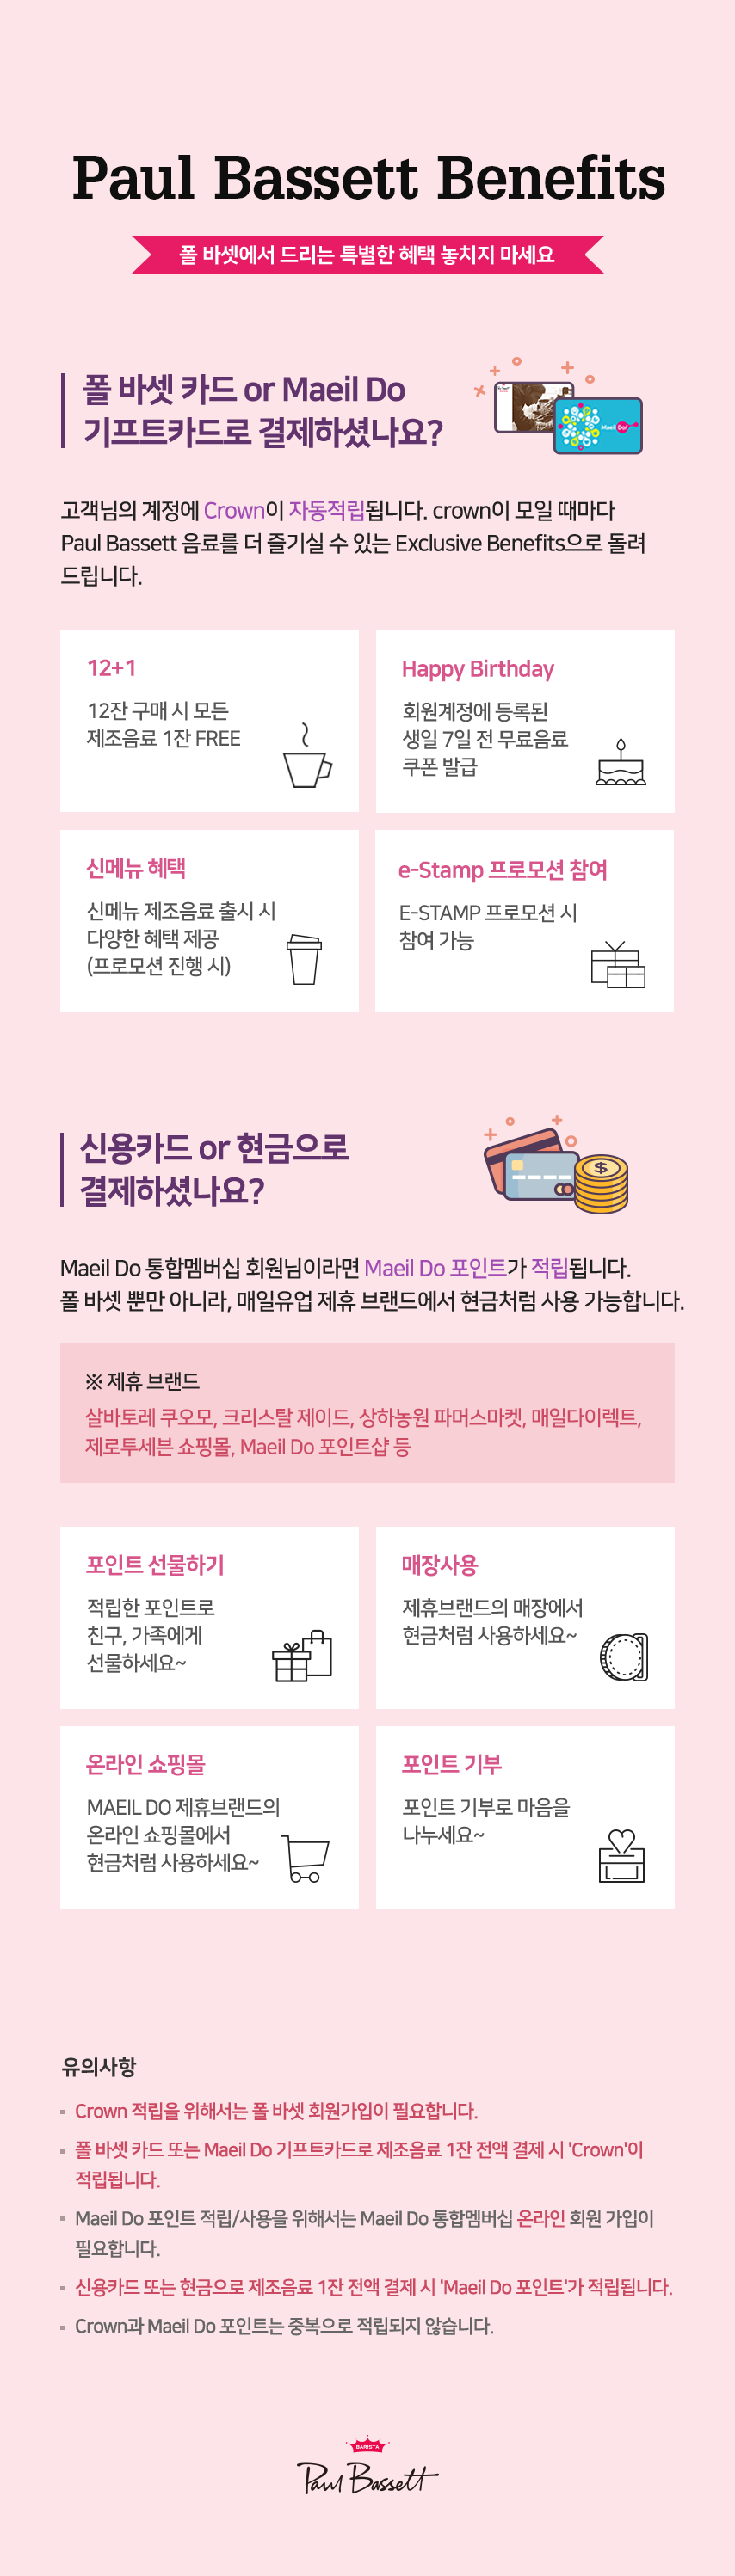 Paul Bassett Benefits
폴 바셋에서 드리는 특별한 혜택 놓치지 마세요
폴 바셋 카드 or Maeil Do
기프트카드로 결제하셨나요?
Maeil Do
고객님의 계정에 Crown이 자동적립됩니다. crown이 모일 때마다
Paul Bassett 음료를 더 즐기실 수 있는 Exclusive Benefits으로 돌려
드립니다.
12+1
12잔 구매 시 모든
제조음료 1잔 FREE
Happy Birthday
회원계정에 등록된
생일 7일 전 무료음료
쿠폰 발급
신메뉴 혜택
신메뉴 제조음료 출시 시
다양한 혜택 제공
(프로모션 진행 시)
e-Stamp 프로모션 참여
E-STAMP 프로모션 시
참여 가능
신용카드 or 현금으로
결제하셨나요?
$
Maeil Do 통합멤버십 회원님이라면 Maeil Do 포인트가 적립됩니다.
폴 바셋 뿐만 아니라, 매일유업 제휴 브랜드에서 현금처럼 사용 가능합니다.
※ 제휴 브랜드
살바토레 쿠오모, 크리스탈 제이드, 상하농원 파머스마켓, 매일다이렉트,
제로투세븐 쇼핑몰, Maeil Do 포인트샵 등
포인트 선물하기
적립한 포인트로
친구, 가족에게
선물하세요~
매장사용
제휴브랜드의 매장에서
현금처럼 사용하세요~
온라인 쇼핑몰
MAEIL DO 제휴브랜드의
온라인 쇼핑몰에서
현금처럼 사용하세요~
포인트 기부
포인트 기부로 마음을
나누세요~
유의사항
Crown 적립을 위해서는 폴 바셋 회원가입이 필요합니다.
폴 바셋 카드 또는 Maeil Do 기프트카드로 제조음료 1잔 전액 결제 시 'Crown'이
적립됩니다.
Maeil Do 포인트 적립/사용을 위해서는 Maeil Do 통합멤버십 온라인 회원 가입이
필요합니다.
신용카드 또는 현금으로 제조음료 1잔 전액 결제 시 'Maeil Do 포인트'가 적립됩니다.
Crown과 Maeil Do 포인트는 중복으로 적립되지 않습니다.
BARISTA
Paul Bassett